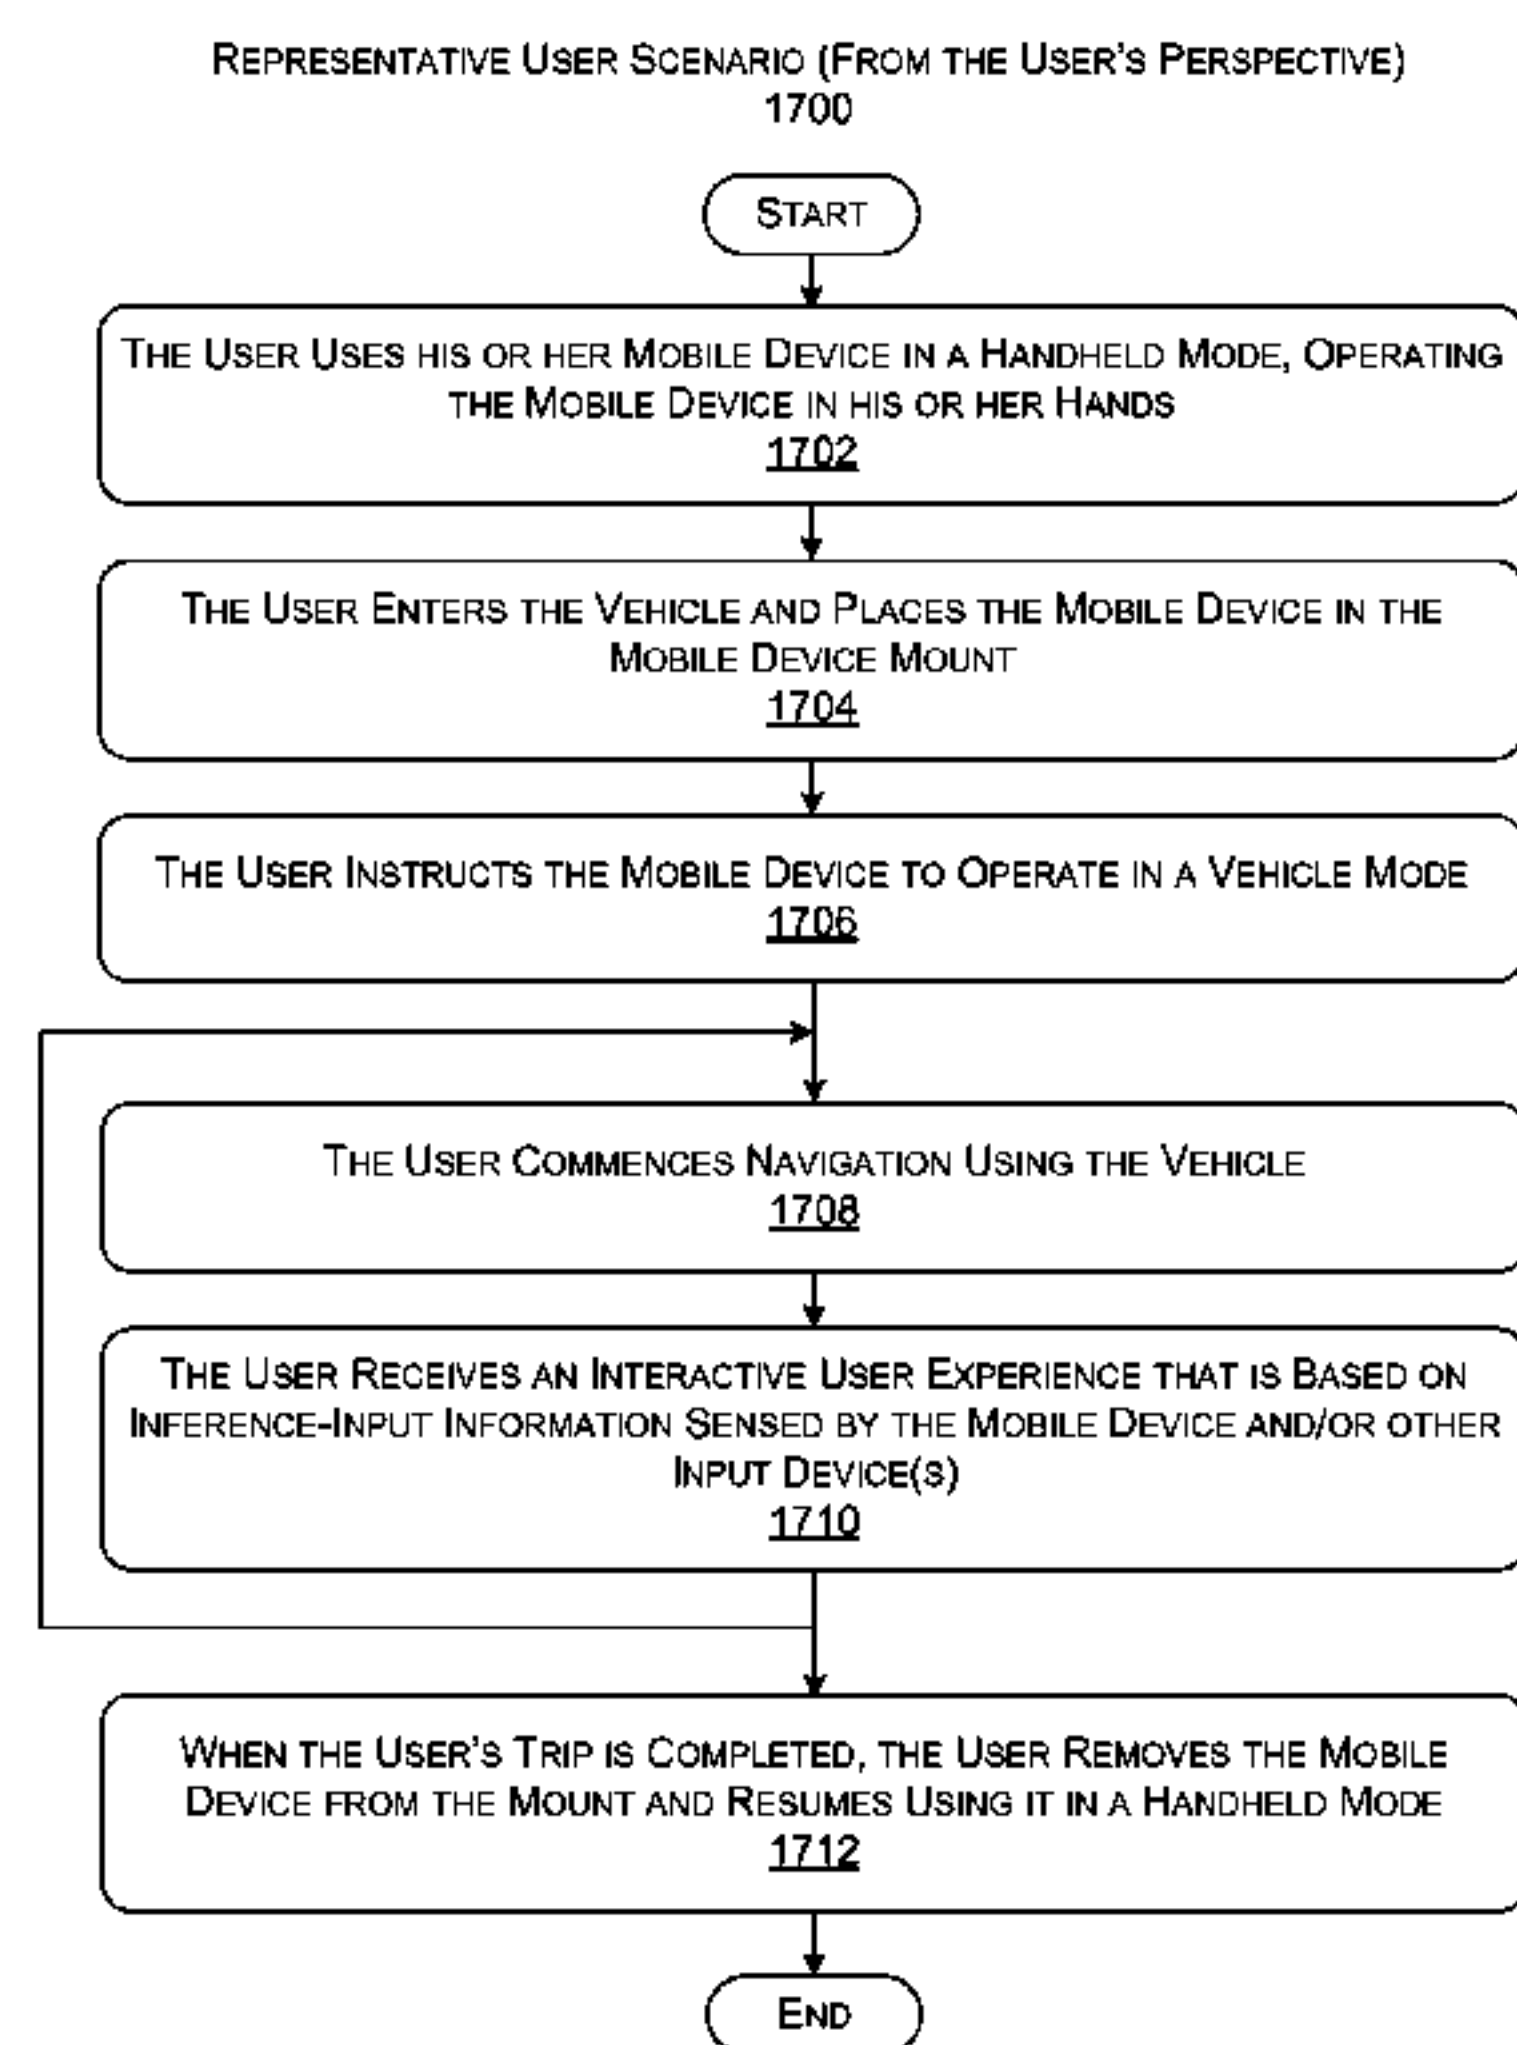 REPRESENTATIVE USER SCENARIO (FROM THE USER'S PERSPECTIVE)
1700
START
THE USER USES HIS OR HER MOBILE DEVICE IN A HANDHELD MODE, OPERATING
THE MOBILE DEVICE IN HIS OR HER HANDS
1702
THE USER ENTERS THE VEHICLE AND PLACES THE MOBILE DEVICE IN THE
MOBILE DEVICE MOUNT
1704
THE USER INSTRUCTS THE MOBILE DEVICE TO OPERATE IN A VEHICLE MODE
1706
THE USER COMMENCES NAVIGATION USING THE VEHICLE
1708
THE USER RECEIVES AN INTERACTIVE USER EXPERIENCE THAT IS BASED ON
INFERENCE-INPUT INFORMATION SENSED BY THE MOBILE DEVICE AND/OR OTHER
INPUT DEVICE(S)
1710
WHEN THE USER'S TRIP IS COMPLETED, THE USER REMOVES THE MOBILE
DEVICE FROM THE MOUNT AND RESUMES USING IT IN A HANDHELD MODE
1712
END